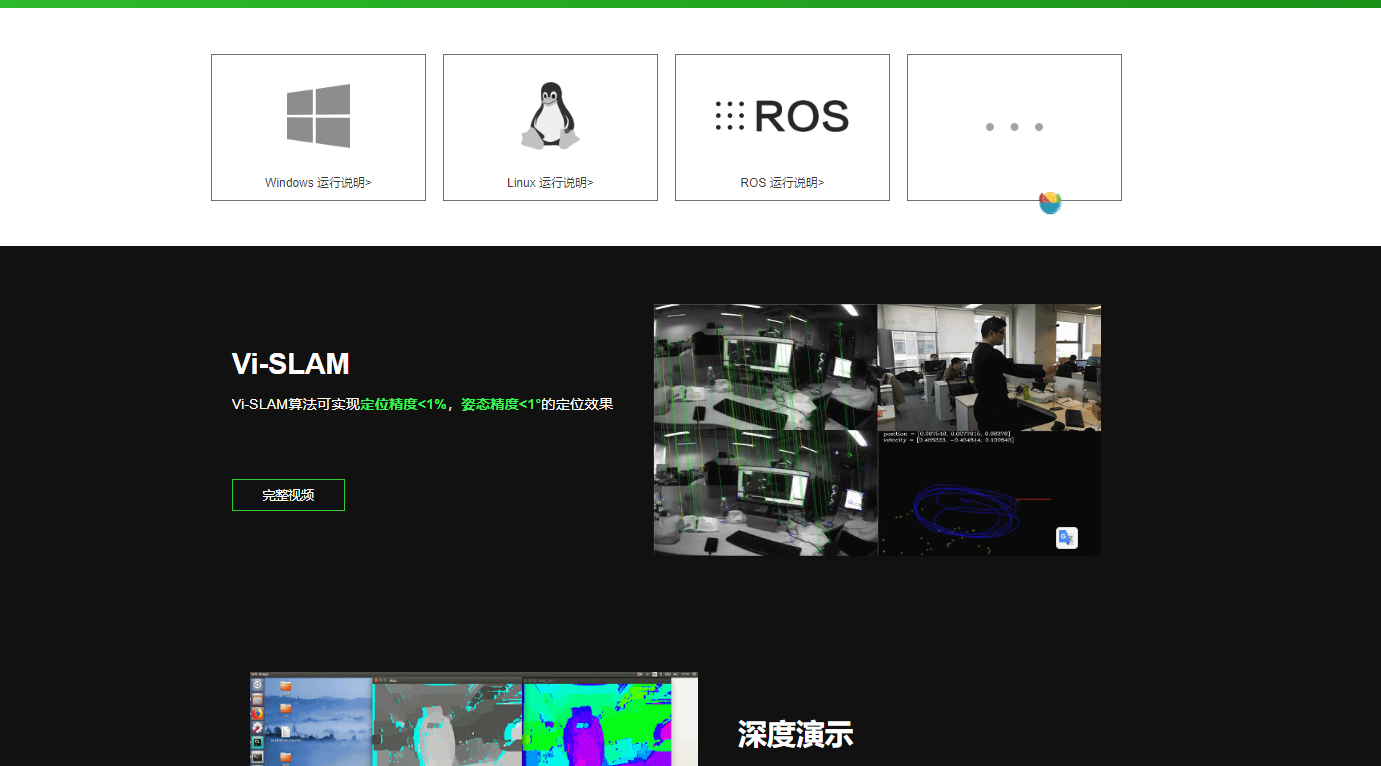 ROS
Windows 运行说明>
Linux 运行说明>
ROS 运行说明>
Vi-SLAM
Vi-SLAM算法可实现定位精度<1%，姿态精度<1°的定位效果
完整视频
深度演示